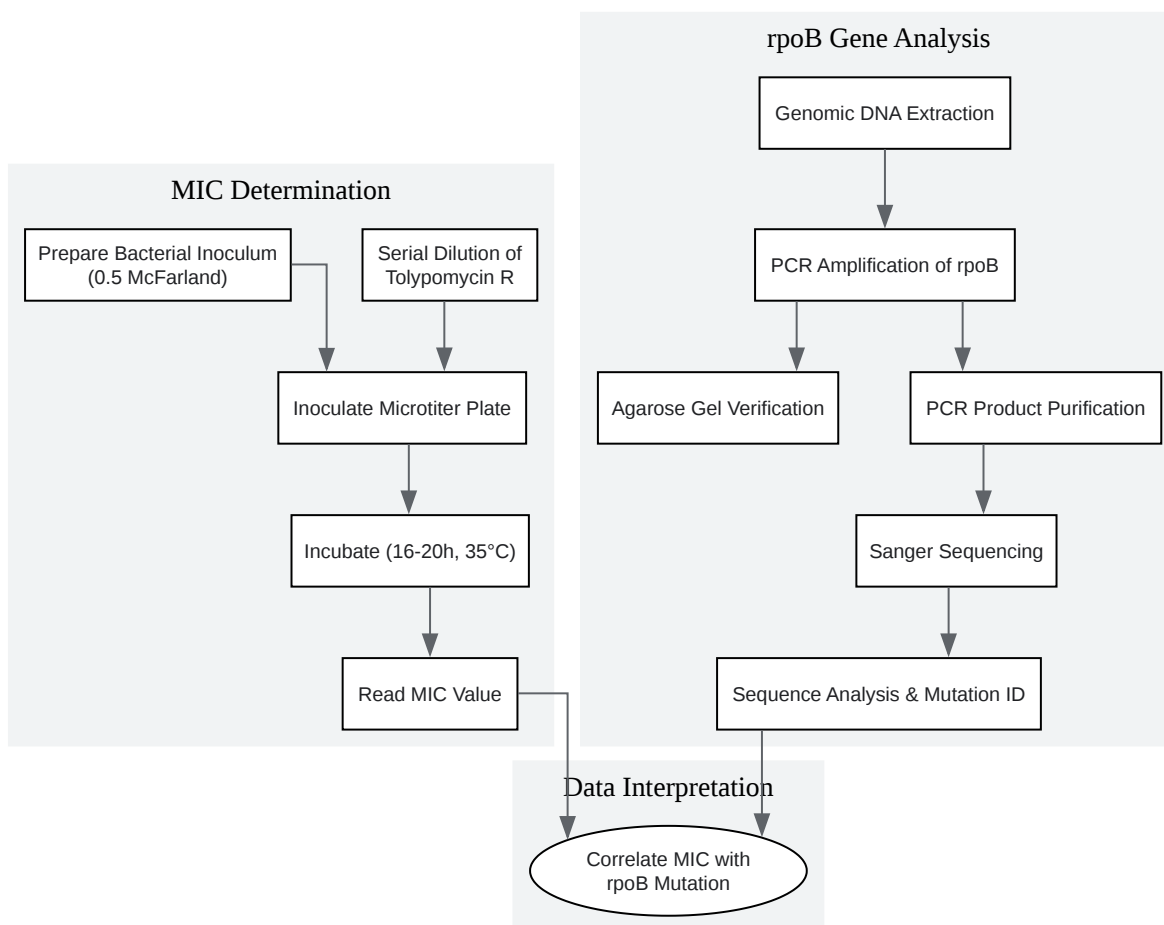 MIC Determination
Prepare Bacterial Inoculum
(0.5 McFarland)
Serial Dilution of
Tolypomycin R
Inoculate Microtiter Plate
Incubate (16-20h, 35°C)
Read MIC Value
rpoB Gene Analysis
Genomic DNA Extraction
PCR Amplification of rpoB
Agarose Gel Verification
PCR Product Purification
Sanger Sequencing
Sequence Analysis & Mutation ID
Data Interpretation
Correlate MIC with
rpoB Mutation